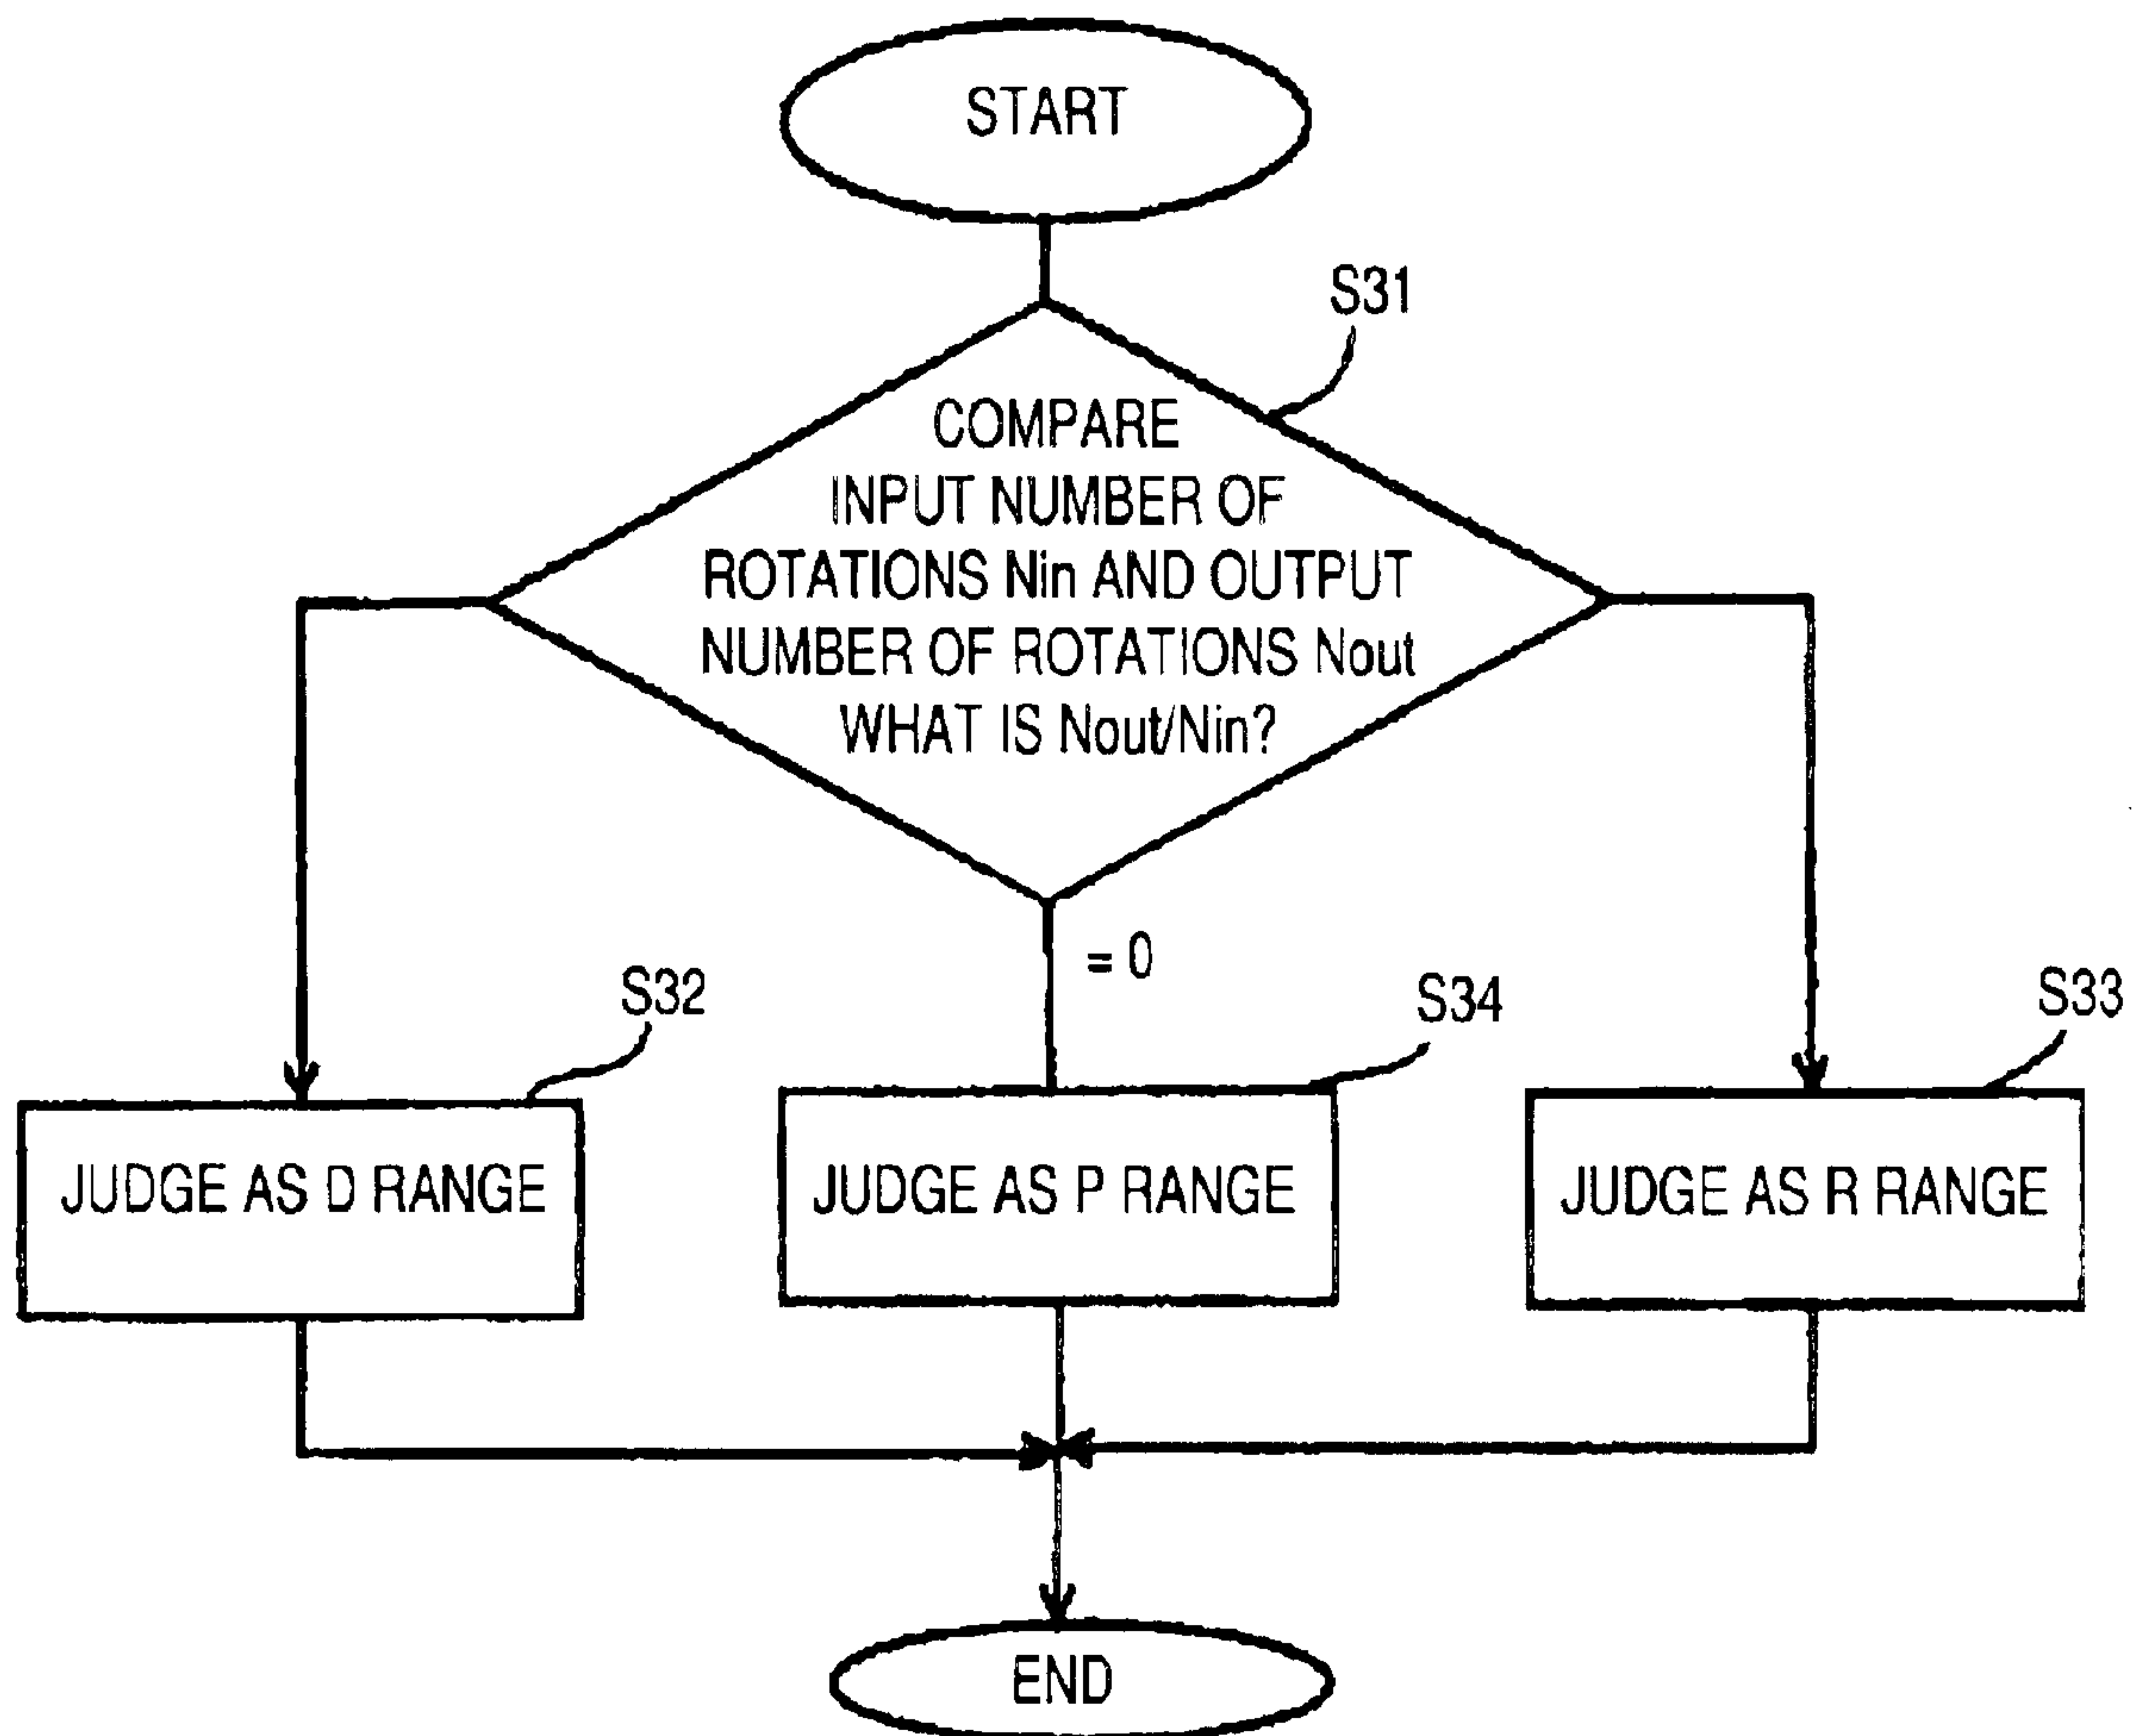 START
S31
COMPARE
INPUT NUMBER OF
ROTATIONS Nin AND OUTPUT
NUMBER OF ROTATIONS Nout
WHAT IS Nout/Nin?
= 0
S32
S34
S33
JUDGE AS D RANGE
JUDGE AS P RANGE
JUDGE AS R RANGE
END